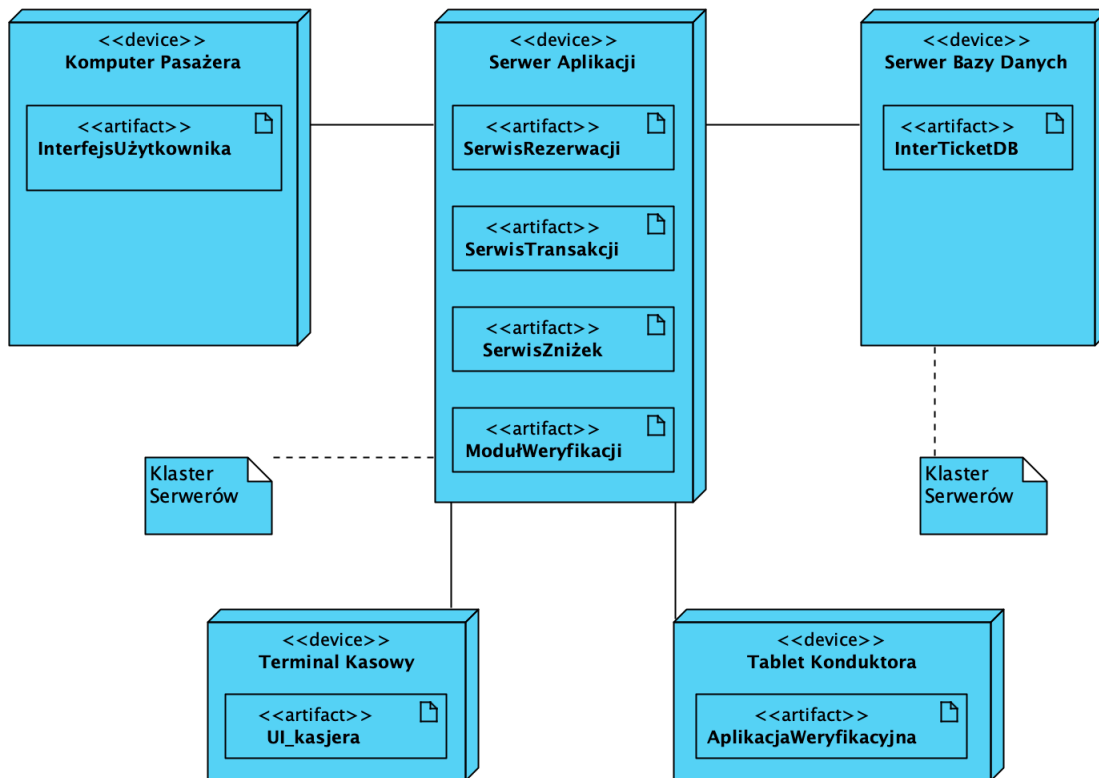 <<device>>
Komputer Pasażera
<<artifact>>
InterfejsUżytkownika
<<device>>
Serwer Aplikacji
<<artifact>>
SerwisRezerwacji
<<artifact>>
SerwisTransakcji
<<artifact>>
SerwisZniżek
<<artifact>>
ModułWeryfikacji
<<device>>
Serwer Bazy Danych
<<artifact>>
InterTicketDB
Klaster
Serwerów
Klaster
Serwerów
<<device>>
Terminal Kasowy
<<artifact>>
UI_kasjera
<<device>>
Tablet Konduktora
<<artifact>>
AplikacjaWeryfikacyjna